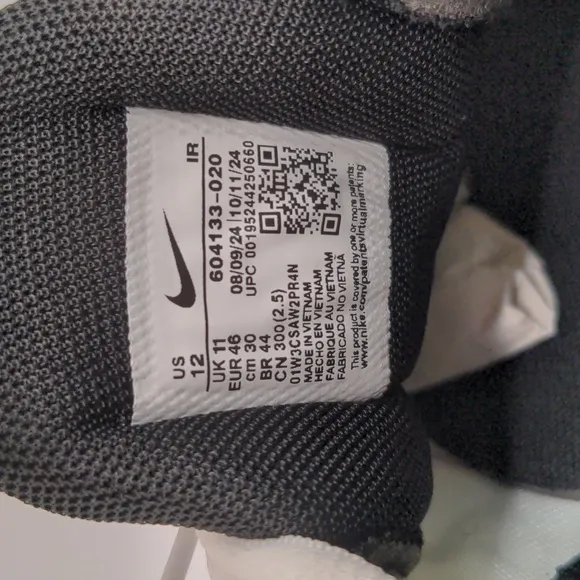 IR
US
12
UK 11
604133-020
EUR 46
08/09/24 | 10/11/24
cm 30
UPC 00195244250660
BR 44
CN 300 (2.5)
01W3CSAW2PR4N
MADE IN VIETNAM
HECHO EN VIETNAM
FABRIQUE AU VIETNAM
FABRICADO NO VIETNÃ
This product is covered by one or more patents:
www.nike.com/patentsvirtualmarking